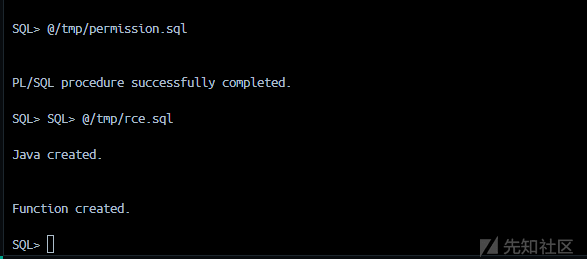 SQL> @/tmp/permission.sql
PL/SQL procedure successfully completed.
SQL> SQL> @/tmp/rce.sql
Java created.
Function created.
SQL>
先知社区